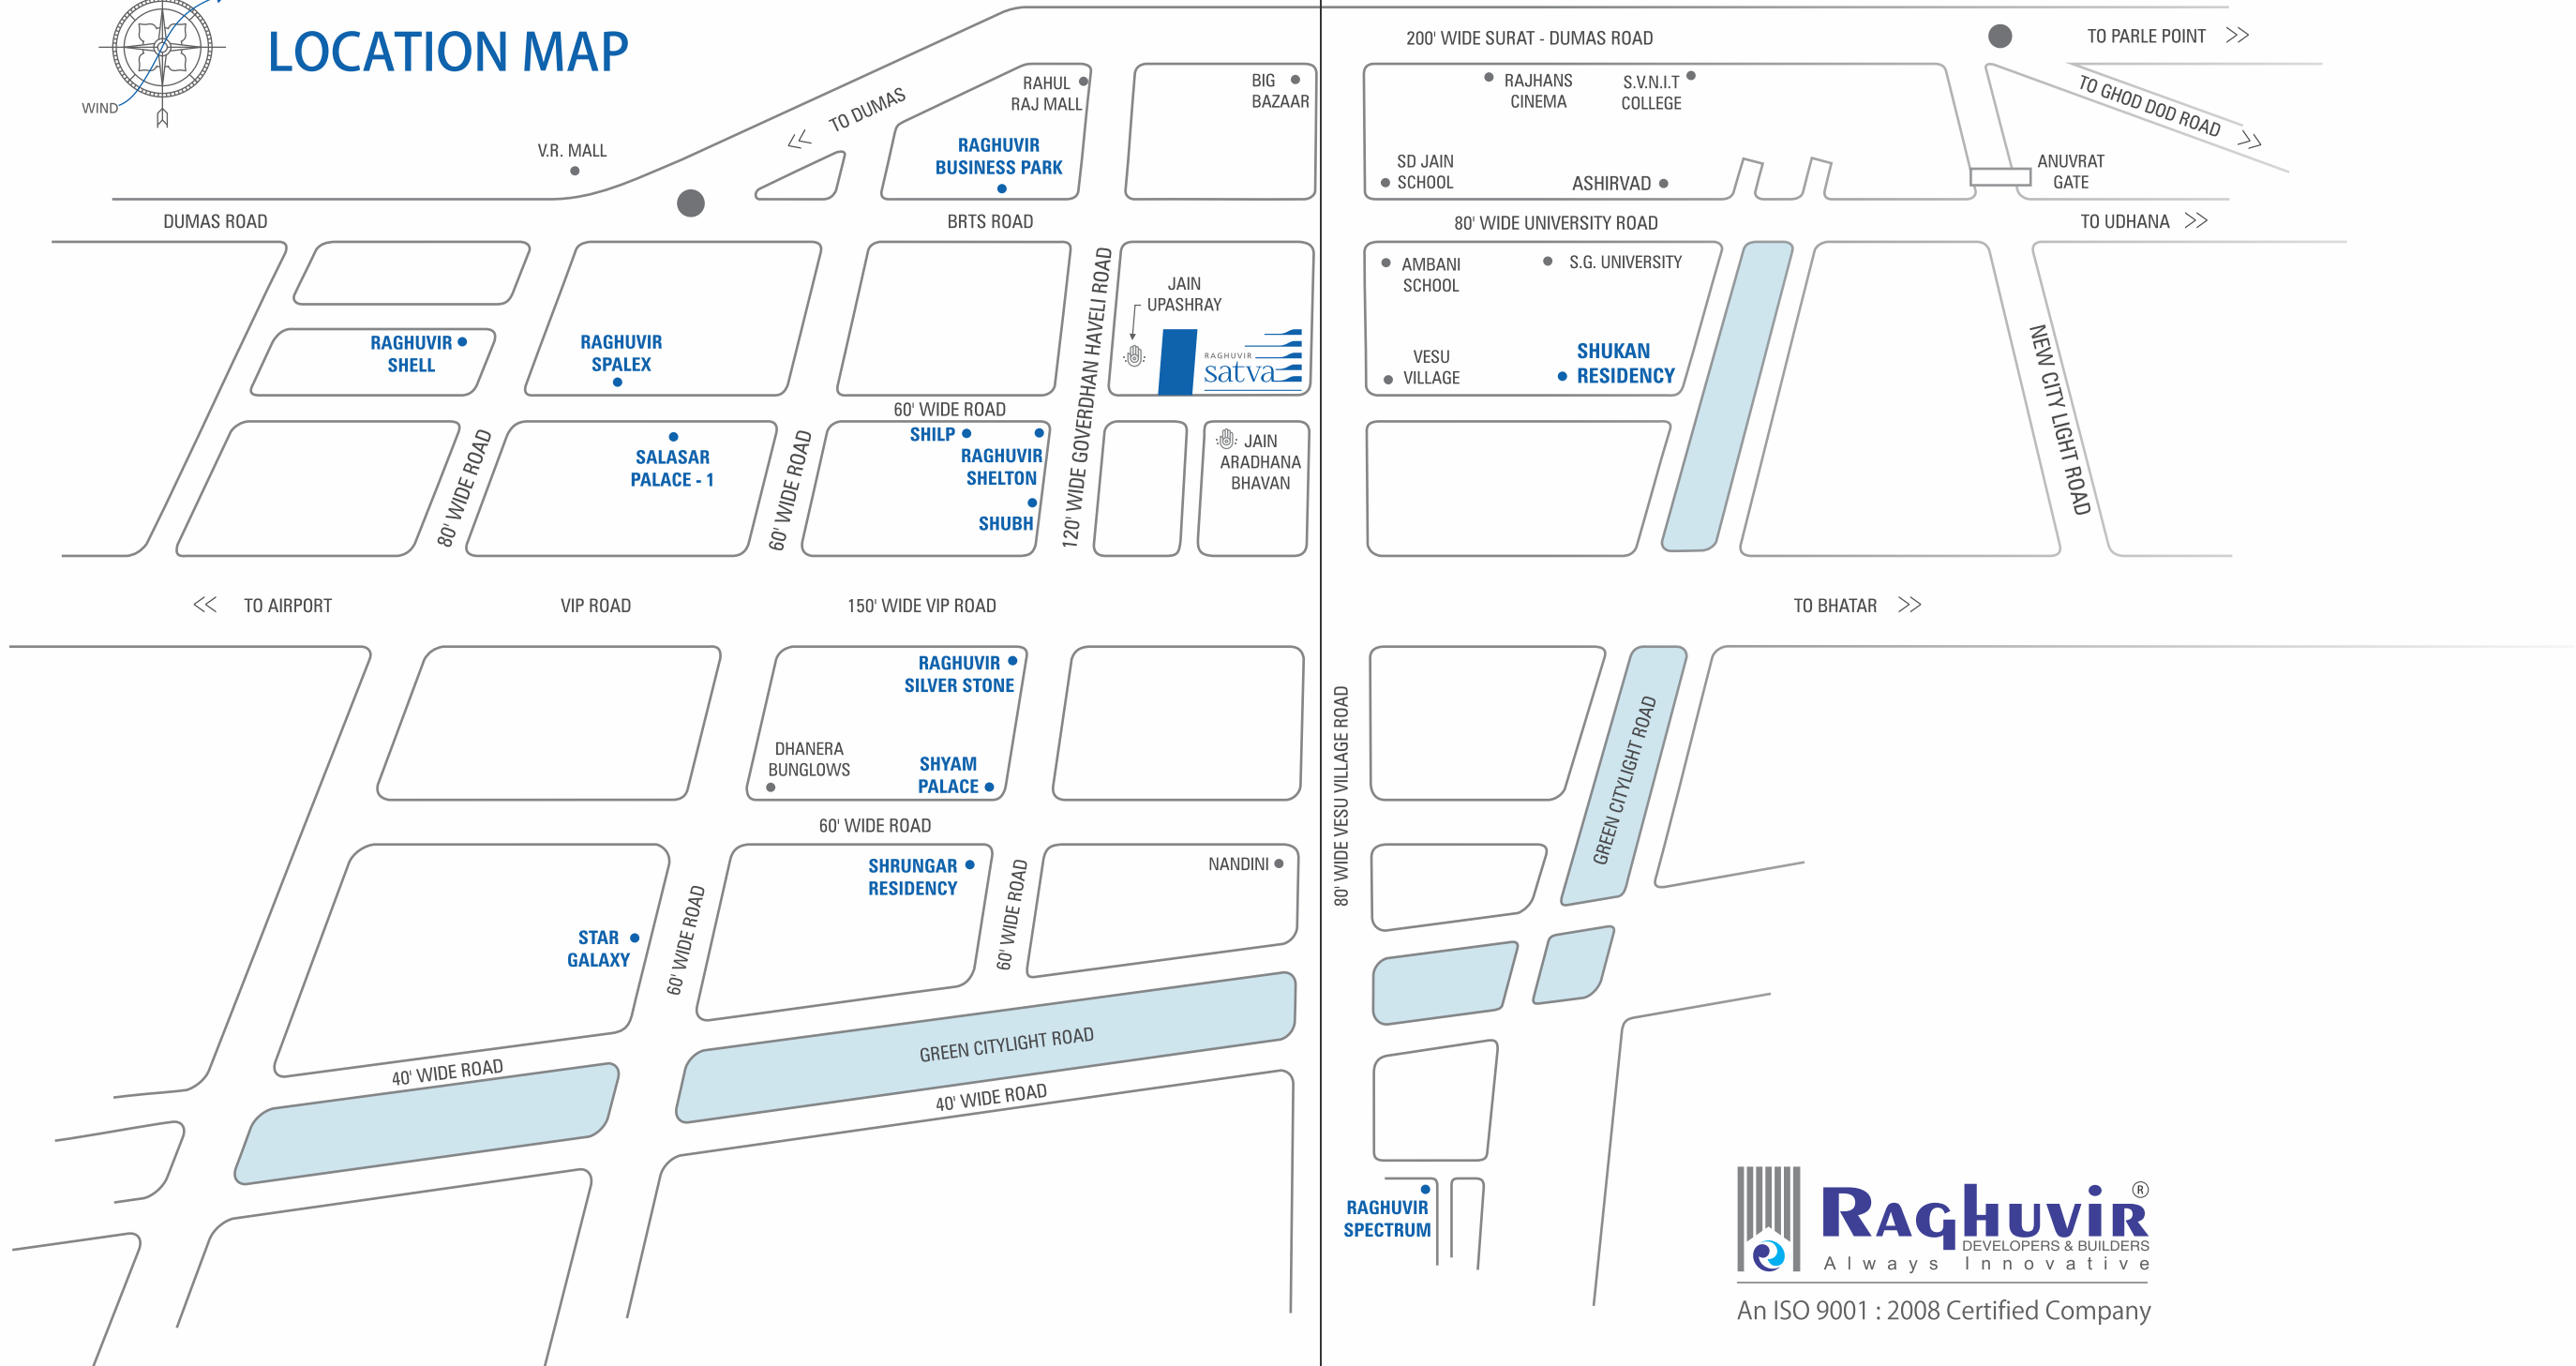 LOCATION MAP
WIND
200' WIDE SURAT - DUMAS ROAD
TO PARLE POINT >>
<< TO DUMAS
RAHUL
RAJ MALL
BIG
BAZAAR
RAJHANS
CINEMA
S.V.N.I.T
COLLEGE
TO GHOD DOD ROAD >>
V.R. MALL
RAGHUVIR
BUSINESS PARK
SD JAIN
SCHOOL
ASHIRVAD
ANUVRAT
GATE
DUMAS ROAD
BRTS ROAD
80' WIDE UNIVERSITY ROAD
TO UDHANA >>
120' WIDE GOVERDHAN HAVELI ROAD
JAIN
UPASHRAY
AMBANI
SCHOOL
S.G. UNIVERSITY
RAGHUVIR
SHELL
RAGHUVIR
SPALEX
RAGHUVIR
satva
VESU
VILLAGE
SHUKAN
RESIDENCY
NEW CITY LIGHT ROAD
60' WIDE ROAD
80' WIDE ROAD
SALASAR
PALACE - 1
60' WIDE ROAD
SHILP
RAGHUVIR
SHELTON
SHUBH
JAIN
ARADHANA
BHAVAN
<< TO AIRPORT
VIP ROAD
150' WIDE VIP ROAD
TO BHATAR >>
RAGHUVIR
SILVER STONE
DHANERA
BUNGLOWS
SHYAM
PALACE
80' WIDE VESU VILLAGE ROAD
GREEN CITYLIGHT ROAD
60' WIDE ROAD
SHRUNGAR
RESIDENCY
NANDINI
60' WIDE ROAD
60' WIDE ROAD
STAR
GALAXY
GREEN CITYLIGHT ROAD
40' WIDE ROAD
40' WIDE ROAD
RAGHUVIR
SPECTRUM
RAGHUVIR®
DEVELOPERS & BUILDERS
Always Innovative
An ISO 9001 : 2008 Certified Company